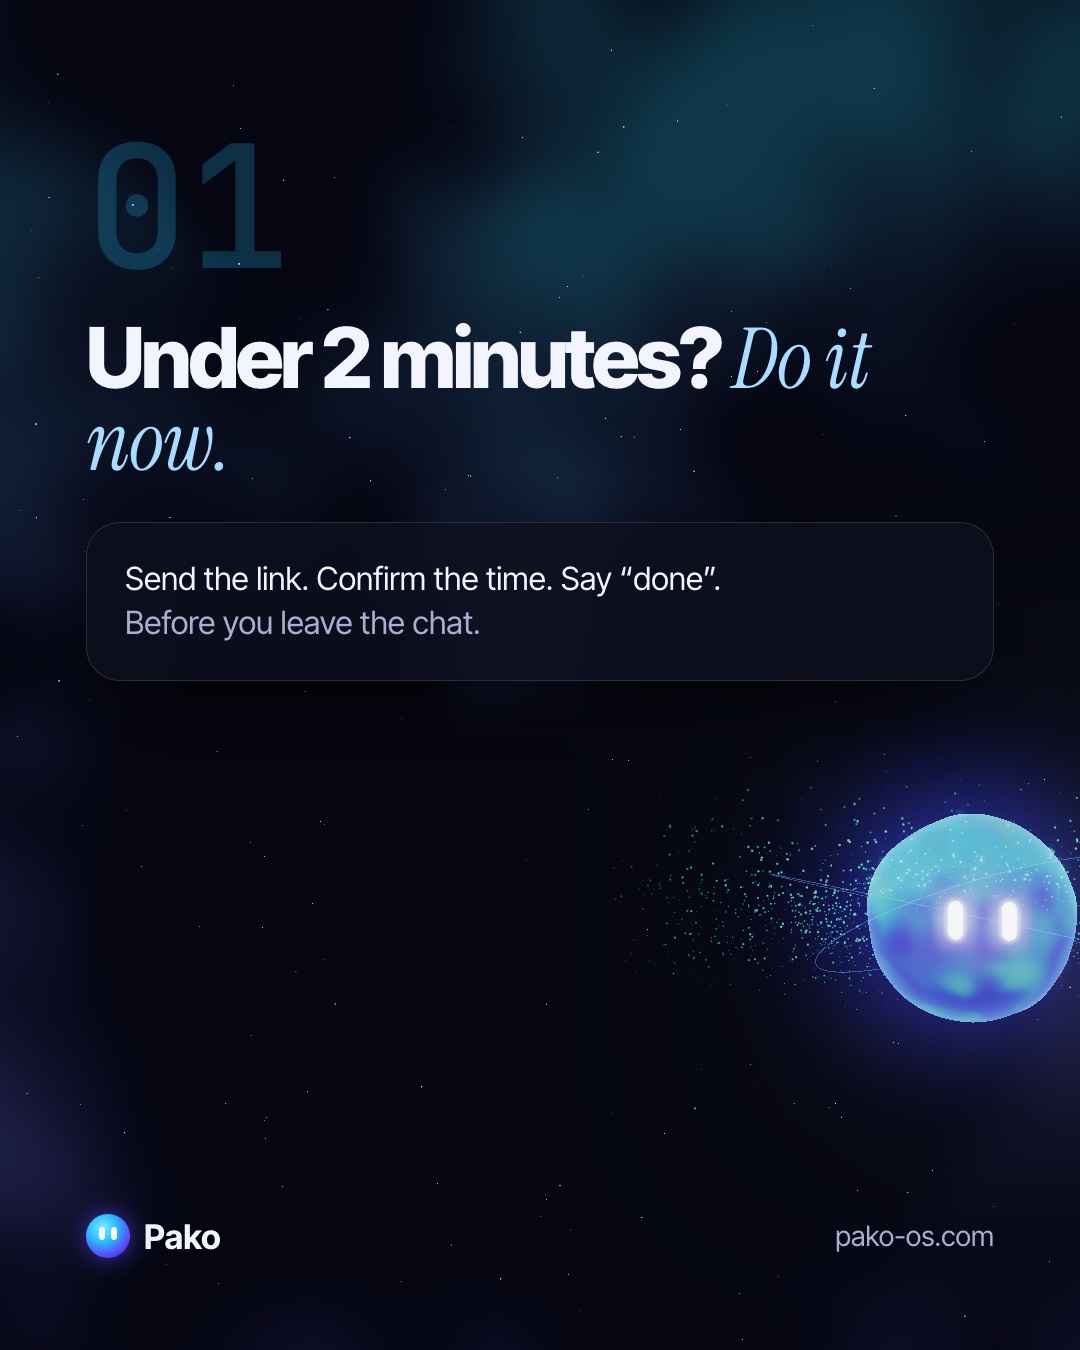 01
Under 2 minutes? Do it
now.
Send the link. Confirm the time. Say “done”.
Before you leave the chat.
Pako
pako-os.com